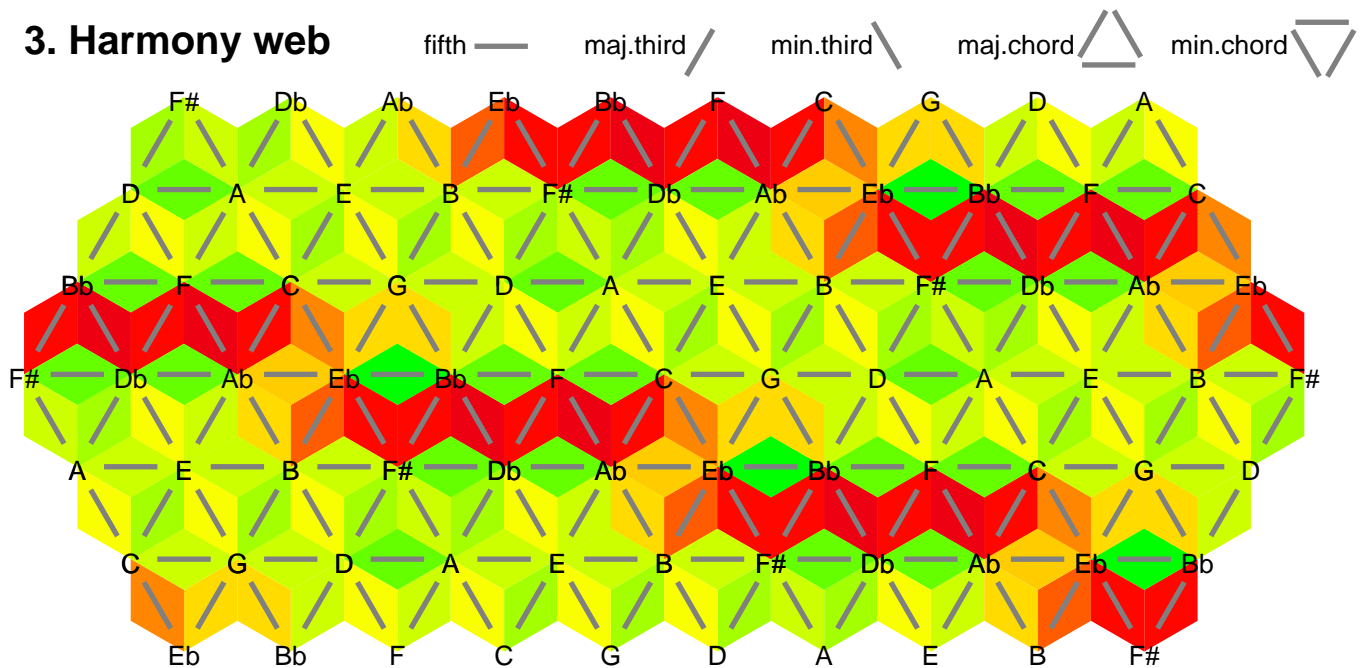 3. Harmony web fifth maj.third min.third maj.chord min.chord
F# Db Ab Eb Bb F C G D A
D A E B F# Db Ab Eb Bb F C
Bb F C G D A E B F# Db Ab Eb
F# Db Ab Eb Bb F C G D A E B F#
A E B F# Db Ab Eb Bb F C G D
C G D A E B F# Db Ab Eb Bb
Eb Bb F C G D A E B F#